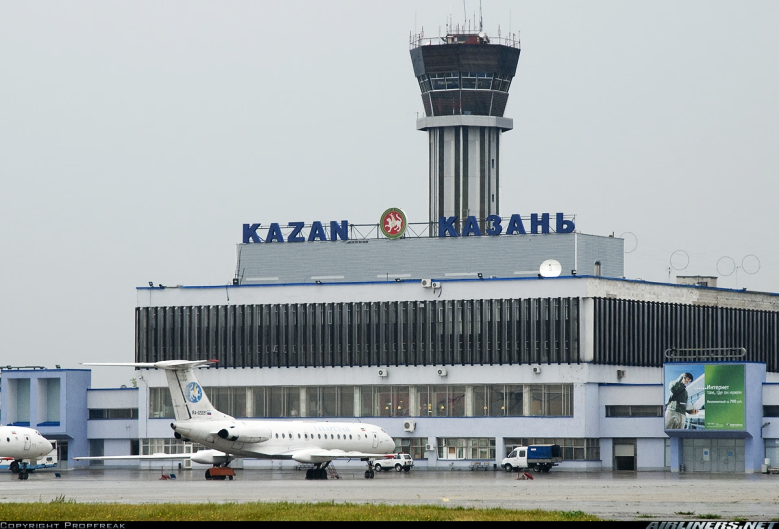 KAZAN КАЗАНЬ
Интернет
COPYRIGHT PROPFREAK
AIRLINERS.NET